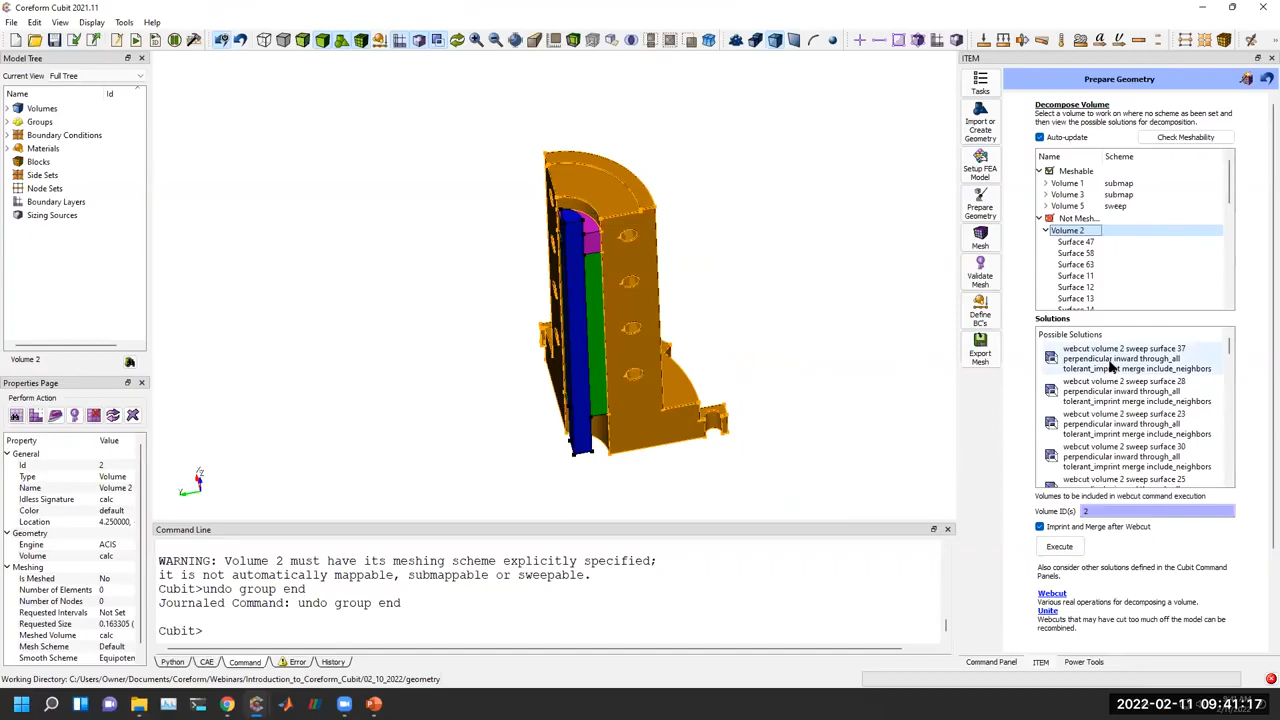 Coreform Cubit 2021.11
File Edit View Display Tools Help
Model Tree
Current View Full Tree
Name Id
Volumes
Groups
Boundary Conditions
Materials
Blocks
Side Sets
Node Sets
Boundary Layers
Sizing Sources
Volume 2
Properties Page
Perform Action
Property Value
General
Id 2
Type Volume
Name Volume 2
Idless Signature calc
Color default
Location 4.250000,
Geometry
Engine ACIS
Volume calc
Meshing
Is Meshed No
Number of Elements 0
Number of Nodes 0
Requested Intervals Not Set
Requested Size 0.163305 (
Meshed Volume calc
Mesh Scheme Default
Smooth Scheme Equipoten
Command Line
WARNING: Volume 2 must have its meshing scheme explicitly specified;
it is not automatically mappable, submappable or sweepable.
Cubit>undo group end
Journaled Command: undo group end
Cubit>
Python CAE Command Error History
ITEM
Tasks
Import or
Create
Geometry
Setup FEA
Model
Prepare
Geometry
Mesh
Validate
Mesh
Define
BC's
Export
Mesh
Prepare Geometry
Decompose Volume
Select a volume to work on where no scheme as been set and
then view the possible solutions for decomposition.
Auto-update Check Meshability
Name Scheme
Meshable
Volume 1 submap
Volume 3 submap
Volume 5 sweep
Not Mesh...
Volume 2
Surface 47
Surface 58
Surface 63
Surface 11
Surface 12
Surface 13
Solutions
Possible Solutions
webcut volume 2 sweep surface 37
perpendicular inward through_all
tolerant_imprint merge include_neighbors
webcut volume 2 sweep surface 28
perpendicular inward through_all
tolerant_imprint merge include_neighbors
webcut volume 2 sweep surface 23
perpendicular inward through_all
tolerant_imprint merge include_neighbors
webcut volume 2 sweep surface 30
perpendicular inward through_all
tolerant_imprint merge include_neighbors
webcut volume 2 sweep surface 25
Volumes to be included in webcut command execution
Volume ID(s) 2
Imprint and Merge after Webcut
Execute
Also consider other solutions defined in the Cubit Command
Panels.
Webcut
Various real operations for decomposing a volume.
Unite
Webcuts that may have cut too much off the model can be
recombined.
Command Panel ITEM Power Tools
Working Directory: C:/Users/Owner/Documents/Coreform/Webinars/Introduction_to_Coreform_Cubit/02_10_2022/geometry
2022-02-11 09:41:17